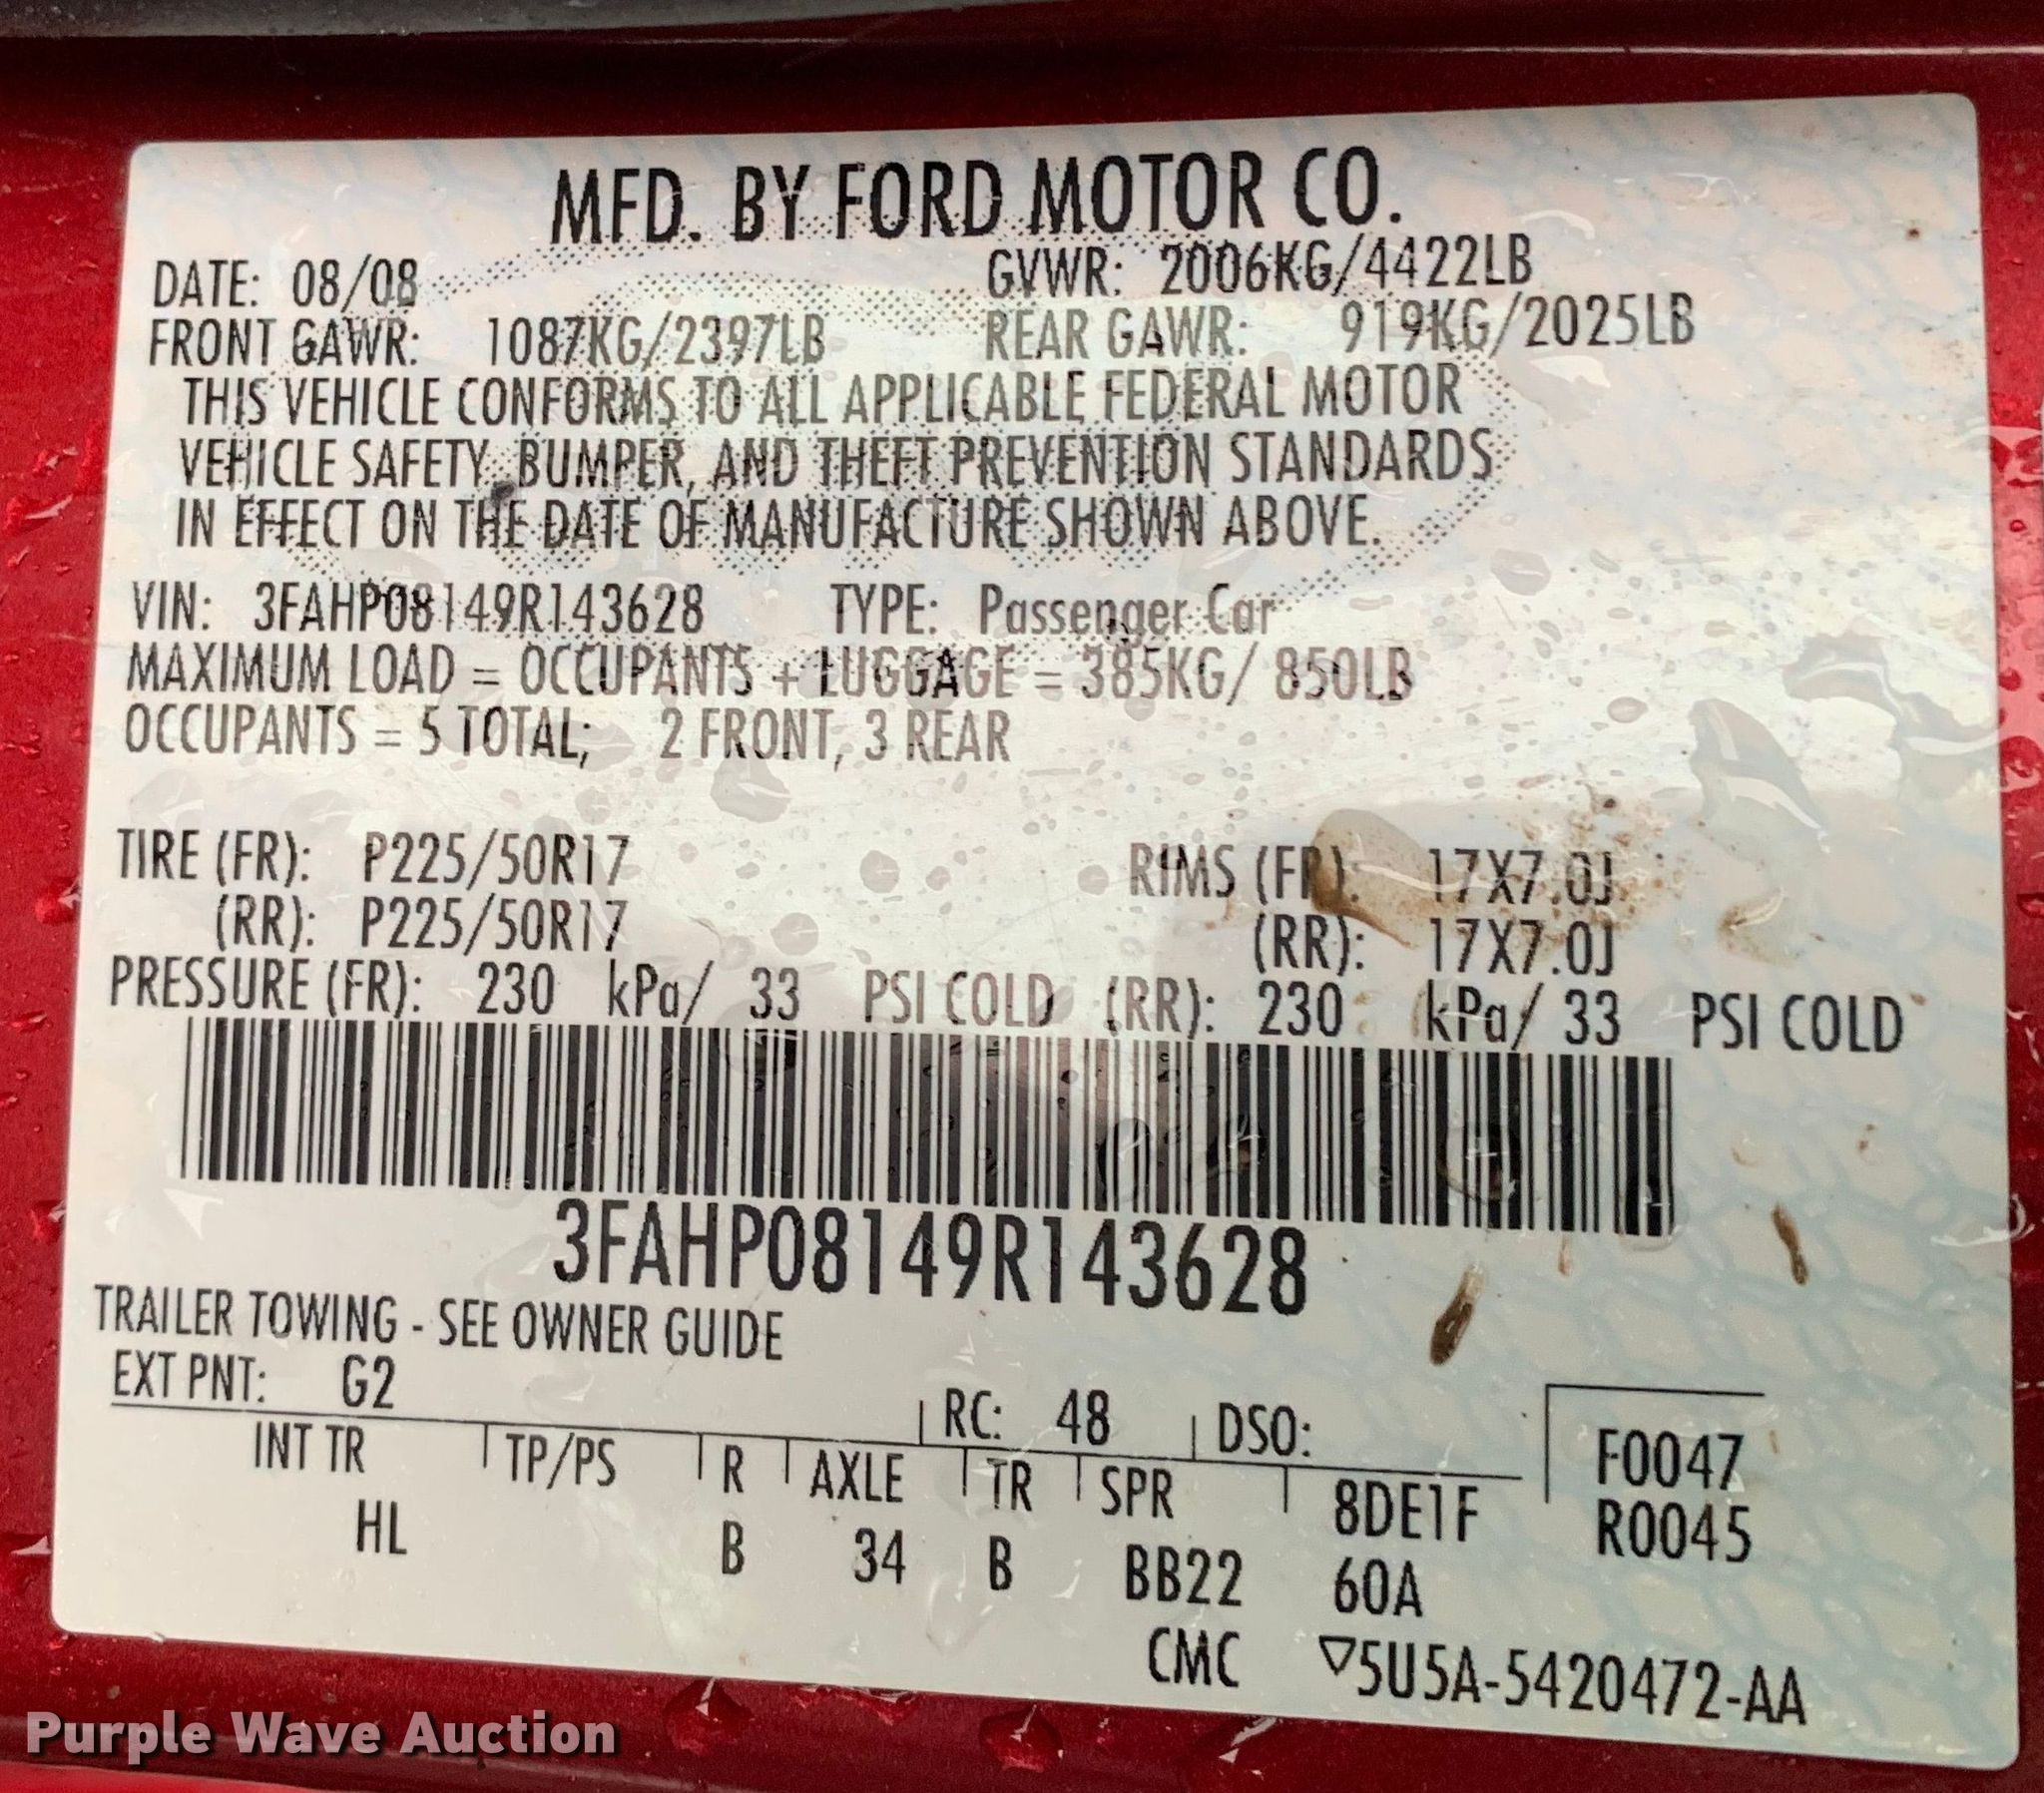 MFD. BY FORD MOTOR CO.
DATE: 08/08 GVWR: 2006KG/4422LB
FRONT GAWR: 1087KG/2397LB REAR GAWR: 919KG/2025LB
THIS VEHICLE CONFORMS TO ALL APPLICABLE FEDERAL MOTOR
VEHICLE SAFETY, BUMPER, AND THEFT PREVENTION STANDARDS
IN EFFECT ON THE DATE OF MANUFACTURE SHOWN ABOVE.
VIN: 3FAHP08149R143628 TYPE: Passenger Car
MAXIMUM LOAD = OCCUPANTS + LUGGAGE = 385KG/ 850LB
OCCUPANTS = 5 TOTAL; 2 FRONT, 3 REAR
TIRE (FR): P225/50R17 RIMS (FR): 17X7.0J
(RR): P225/50R17 (RR): 17X7.0J
PRESSURE (FR): 230 kPa/ 33 PSI COLD (RR): 230 kPa/ 33 PSI COLD
3FAHP08149R143628
TRAILER TOWING - SEE OWNER GUIDE
EXT PNT: G2 RC: 48 DSO: F0047
INT TR TP/PS R AXLE TR SPR 8DE1F R0045
HL B 34 B BB22 60A
CMC ▽5U5A-5420472-AA
Purple Wave Auction